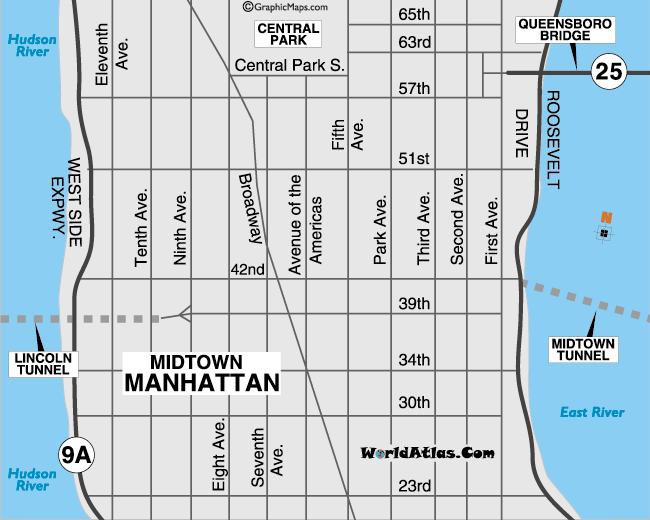 ©GraphicMaps.com
65th
QUEENSBORO
BRIDGE
Hudson
River
CENTRAL
PARK
63rd
Eleventh
Ave.
Central Park S.
25
57th
Fifth
Ave.
DRIVE
ROOSEVELT
51st
WEST SIDE
EXPWY.
Tenth Ave.
Ninth Ave.
Broadway
Avenue of the
Americas
Park Ave.
Third Ave.
Second Ave.
First Ave.
N
42nd
39th
LINCOLN
TUNNEL
MIDTOWN
MANHATTAN
34th
MIDTOWN
TUNNEL
30th
East River
9A
Eight Ave.
Seventh
Ave.
WorldAtlas.Com
Hudson
River
23rd